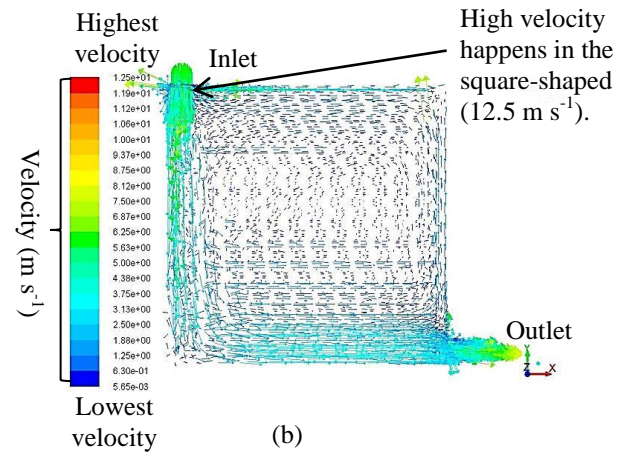 Highest
velocity
Inlet
High velocity
happens in the
square-shaped
(12.5 m s-1).
Velocity (m s-1)
1.25e+01
1.19e+01
1.12e+01
1.06e+01
1.00e+01
9.37e+00
8.75e+00
8.12e+00
7.50e+00
6.87e+00
6.25e+00
5.63e+00
5.00e+00
4.38e+00
3.75e+00
3.13e+00
2.50e+00
1.88e+00
1.25e+00
6.30e-01
5.65e-03
Outlet
Y
Z
X
Lowest
velocity
(b)